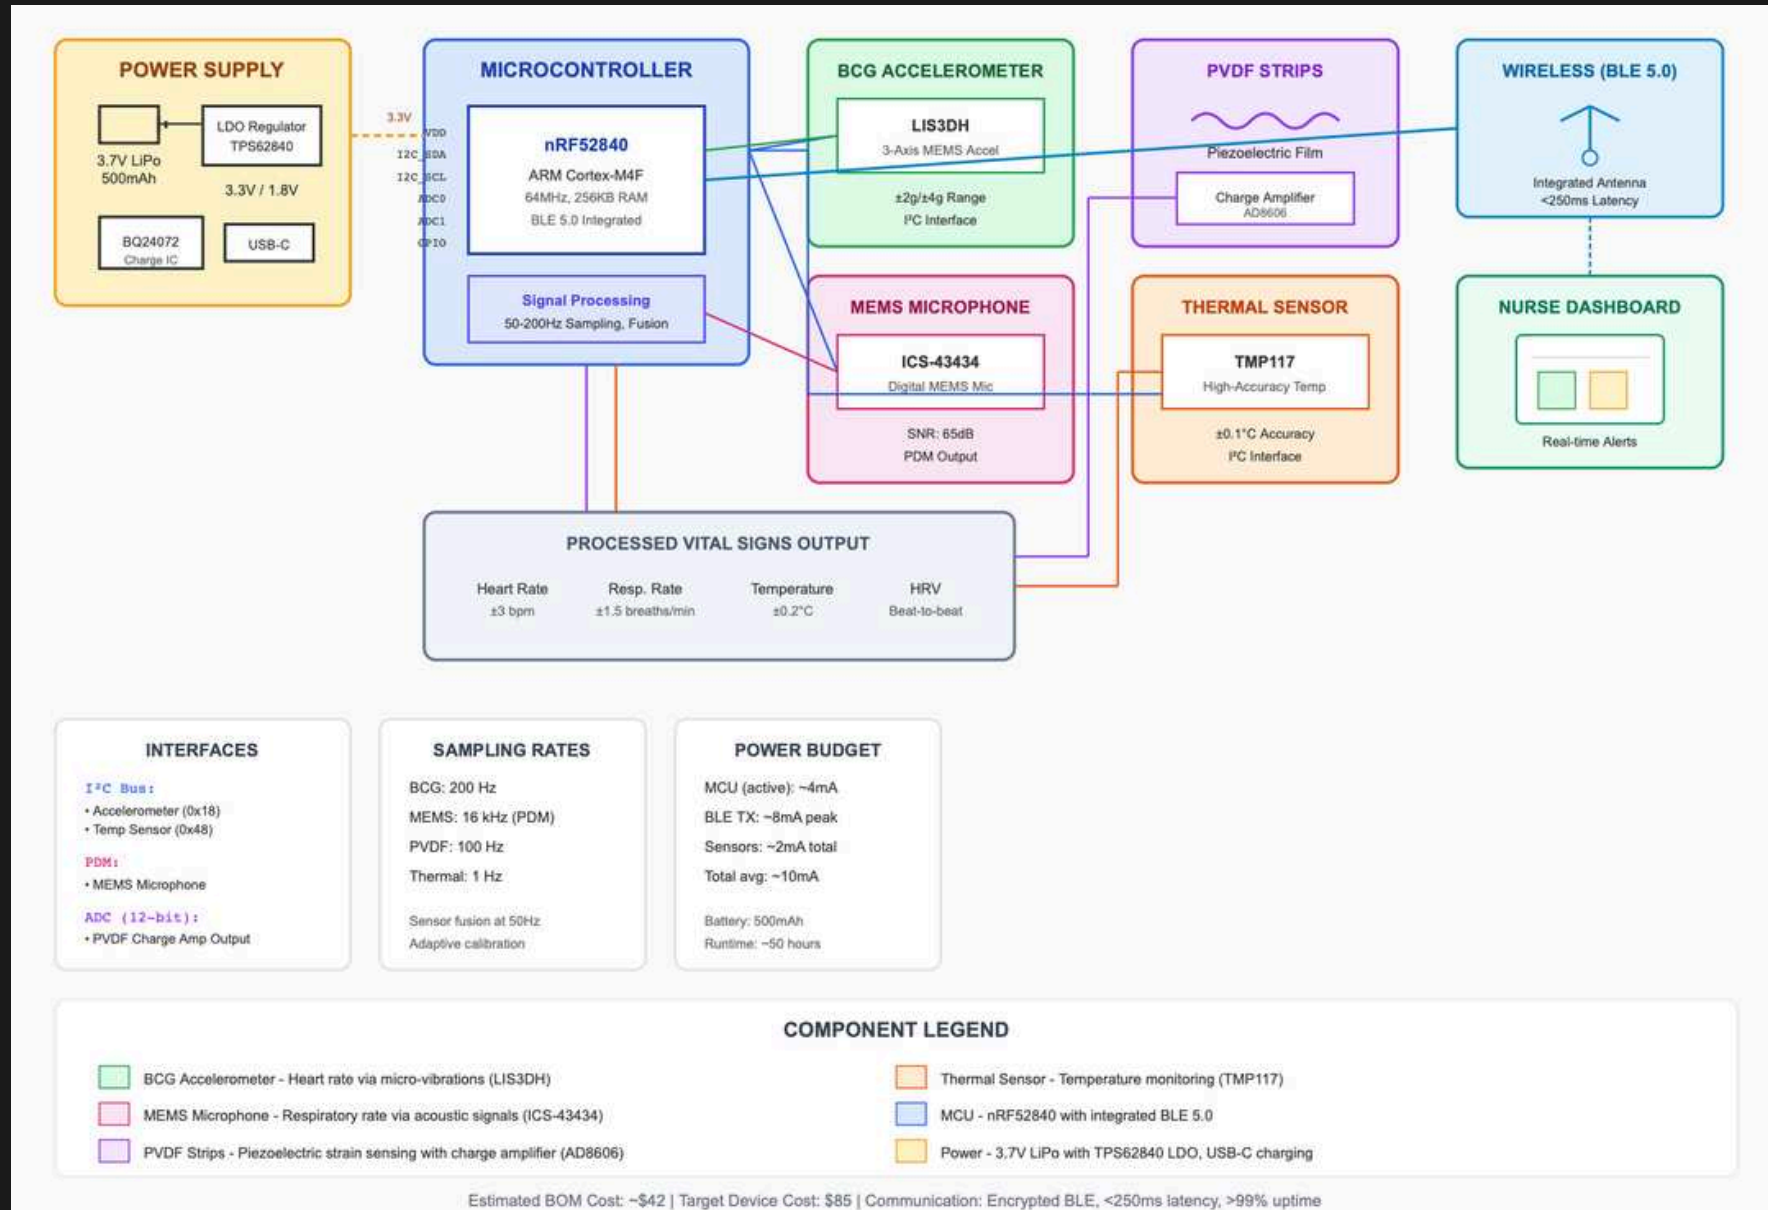 POWER SUPPLY
LDO Regulator
TPS62840
3.7V LiPo
500mAh
3.3V / 1.8V
BQ24072
Charge IC
USB-C
3.3V
VDD
I2C_SDA
I2C_SCL
ADC0
ADC1
GPIO
MICROCONTROLLER
nRF52840
ARM Cortex-M4F
64MHz, 256KB RAM
BLE 5.0 Integrated
Signal Processing
50-200Hz Sampling, Fusion
BCG ACCELEROMETER
LIS3DH
3-Axis MEMS Accel
±2g/±4g Range
I²C Interface
PVDF STRIPS
Piezoelectric Film
Charge Amplifier
AD8606
WIRELESS (BLE 5.0)
Integrated Antenna
<250ms Latency
MEMS MICROPHONE
ICS-43434
Digital MEMS Mic
SNR: 65dB
PDM Output
THERMAL SENSOR
TMP117
High-Accuracy Temp
±0.1°C Accuracy
I²C Interface
NURSE DASHBOARD
Real-time Alerts
PROCESSED VITAL SIGNS OUTPUT
Heart Rate
±3 bpm
Resp. Rate
±1.5 breaths/min
Temperature
±0.2°C
HRV
Beat-to-beat
INTERFACES
I²C Bus:
• Accelerometer (0x18)
• Temp Sensor (0x48)
PDM:
• MEMS Microphone
ADC (12-bit):
• PVDF Charge Amp Output
SAMPLING RATES
BCG: 200 Hz
MEMS: 16 kHz (PDM)
PVDF: 100 Hz
Thermal: 1 Hz
Sensor fusion at 50Hz
Adaptive calibration
POWER BUDGET
MCU (active): ~4mA
BLE TX: ~8mA peak
Sensors: ~2mA total
Total avg: ~10mA
Battery: 500mAh
Runtime: ~50 hours
COMPONENT LEGEND
BCG Accelerometer - Heart rate via micro-vibrations (LIS3DH)
MEMS Microphone - Respiratory rate via acoustic signals (ICS-43434)
PVDF Strips - Piezoelectric strain sensing with charge amplifier (AD8606)
Thermal Sensor - Temperature monitoring (TMP117)
MCU - nRF52840 with integrated BLE 5.0
Power - 3.7V LiPo with TPS62840 LDO, USB-C charging
Estimated BOM Cost: ~$42 | Target Device Cost: $85 | Communication: Encrypted BLE, <250ms latency, >99% uptime